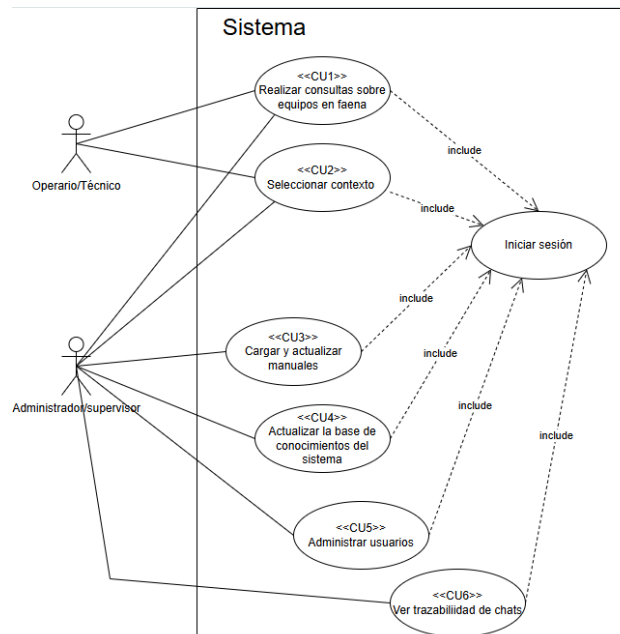 Sistema
<<CU1>>
Realizar consultas sobre
equipos en faena
include
Operario/Técnico
<<CU2>>
Seleccionar contexto
include
Iniciar sesión
<<CU3>>
Cargar y actualizar
manuales
include
Administrador/supervisor
<<CU4>>
Actualizar la base de
conocimientos del
sistema
include
include
<<CU5>>
Administrar usuarios
include
<<CU6>>
Ver trazabiliidad de chats